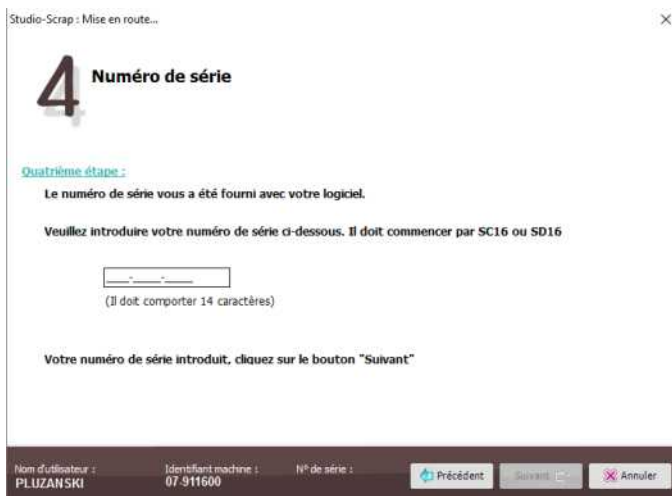 Studio-Scrap : Mise en route...
4 Numéro de série
Quatrième étape :
Le numéro de série vous a été fourni avec votre logiciel.
Veuillez introduire votre numéro de série ci-dessous. Il doit commencer par SC16 ou SD16
____-____-____
(Il doit comporter 14 caractères)
Votre numéro de série introduit, cliquez sur le bouton "Suivant"
Nom d'utilisateur : Identifiant machine : N° de série :
PLUZANSKI 07-911600 Précédent Suivant Annuler